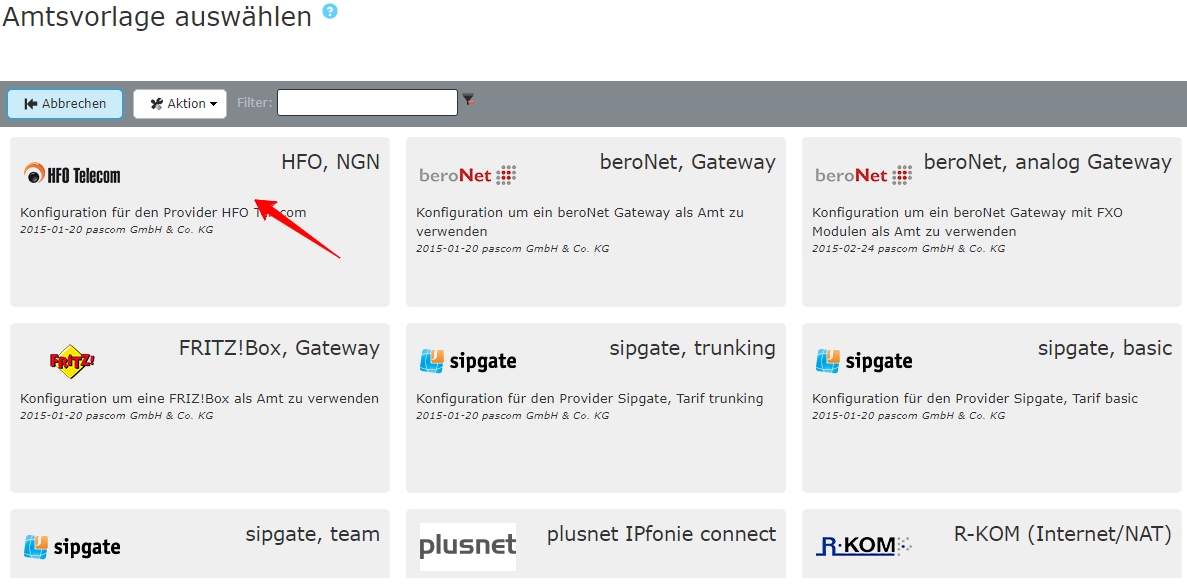 Amtsvorlage auswählen ?
Abbrechen Aktion Filter:
HFO Telecom
HFO, NGN
Konfiguration für den Provider HFO Telecom
2015-01-20 pascom GmbH & Co. KG
beroNet
beroNet, Gateway
Konfiguration um ein beroNet Gateway als Amt zu
verwenden
2015-01-20 pascom GmbH & Co. KG
beroNet
beroNet, analog Gateway
Konfiguration um ein beroNet Gateway mit FXO
Modulen als Amt zu verwenden
2015-02-24 pascom GmbH & Co. KG
FRITZ!
FRITZ!Box, Gateway
Konfiguration um eine FRIZ!Box als Amt zu verwenden
2015-01-20 pascom GmbH & Co. KG
sipgate
sipgate, trunking
Konfiguration für den Provider Sipgate, Tarif trunking
2015-01-20 pascom GmbH & Co. KG
sipgate
sipgate, basic
Konfiguration für den Provider Sipgate, Tarif basic
2015-01-20 pascom GmbH & Co. KG
sipgate
sipgate, team
plusnet
plusnet IPfonie connect
R-KOM
R-KOM (Internet/NAT)